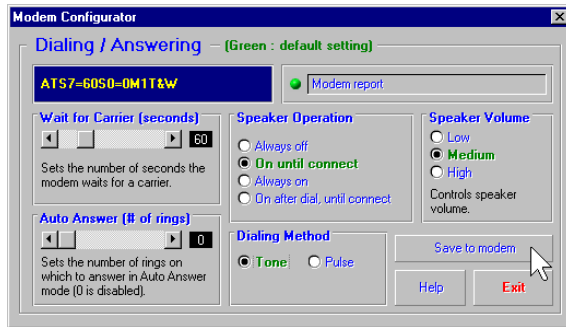 Modem Configurator
Dialing / Answering
(Green : default setting)
ATS7=60S0=0M1T&W
Modem report
Wait for Carrier (seconds)
60
Sets the number of seconds the
modem waits for a carrier.
Auto Answer (# of rings)
0
Sets the number of rings on
which to answer in Auto Answer
mode (0 is disabled).
Speaker Operation
Always off
On until connect
Always on
On after dial, until connect
Dialing Method
Tone
Pulse
Speaker Volume
Low
Medium
High
Controls speaker
volume.
Save to modem
Help
Exit